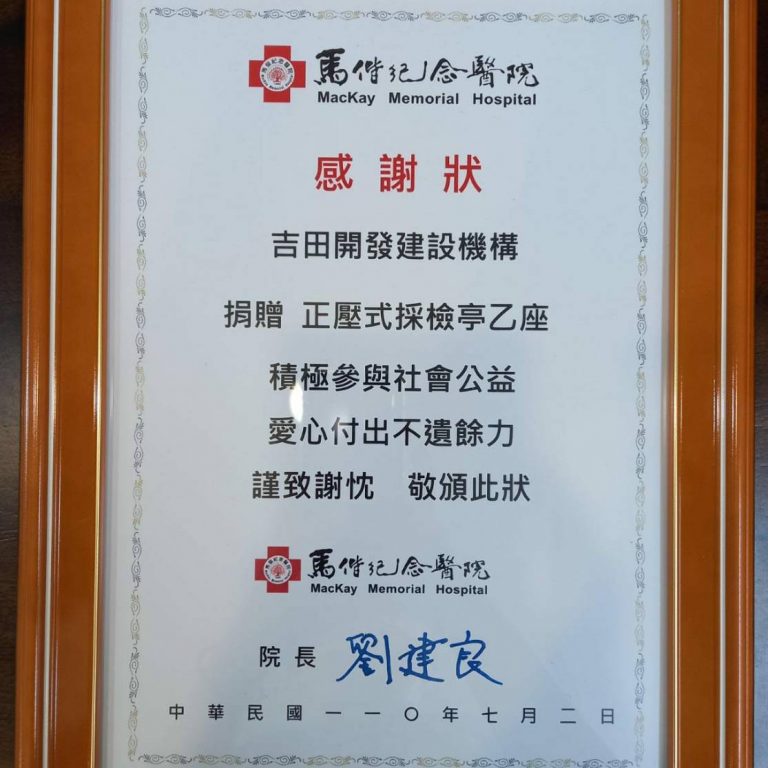 馬偕紀念醫院
MacKay Memorial Hospital
感謝狀
吉田開發建設機構
捐贈 正壓式採檢亭乙座
積極參與社會公益
愛心付出不遺餘力
謹致謝忱 敬頒此狀
馬偕紀念醫院
MacKay Memorial Hospital
院長 劉建良
中華民國一一〇年七月二日